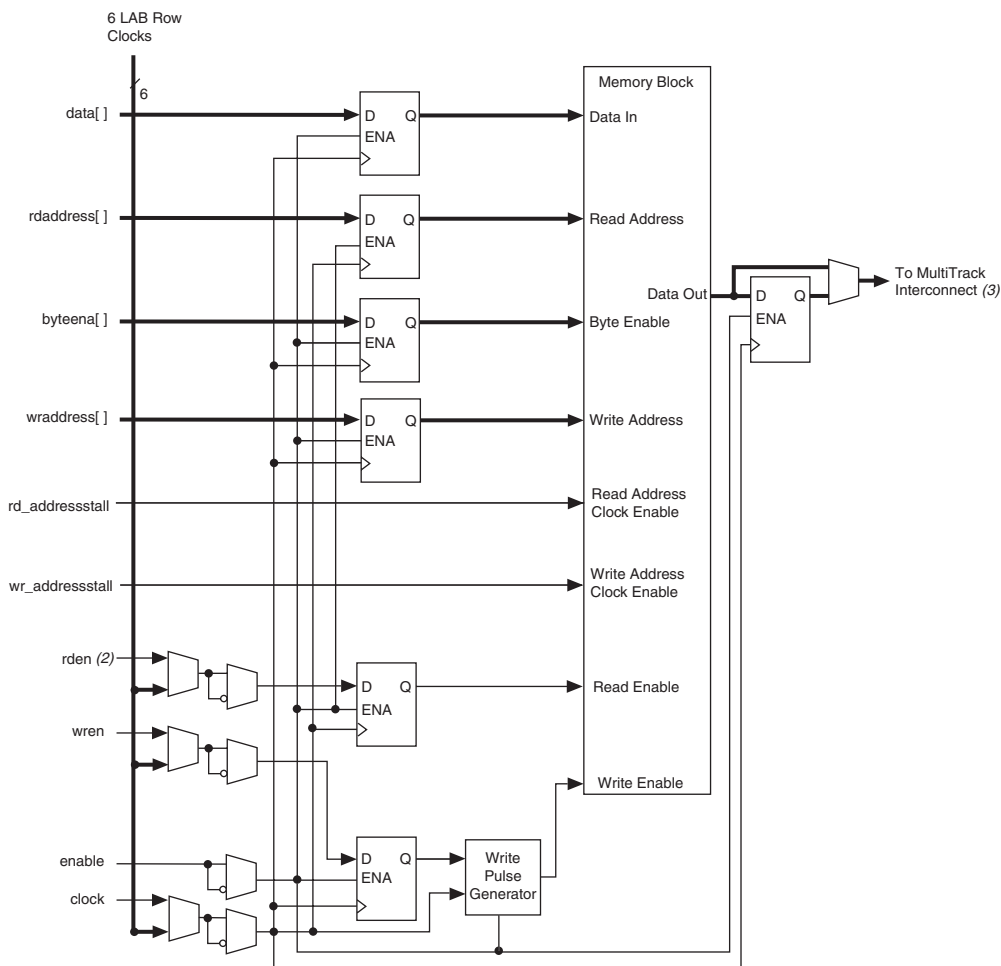 6 LAB Row
Clocks
6
Memory Block
data[ ]
D Q
ENA
Data In
rdaddress[ ]
D Q
ENA
Read Address
To MultiTrack
Interconnect (3)
Data Out
D Q
ENA
byteena[ ]
D Q
ENA
Byte Enable
wraddress[ ]
D Q
ENA
Write Address
rd_addressstall
Read Address
Clock Enable
wr_addressstall
Write Address
Clock Enable
rden (2)
D Q
ENA
Read Enable
wren
Write Enable
enable
D Q
ENA
Write
Pulse
Generator
clock